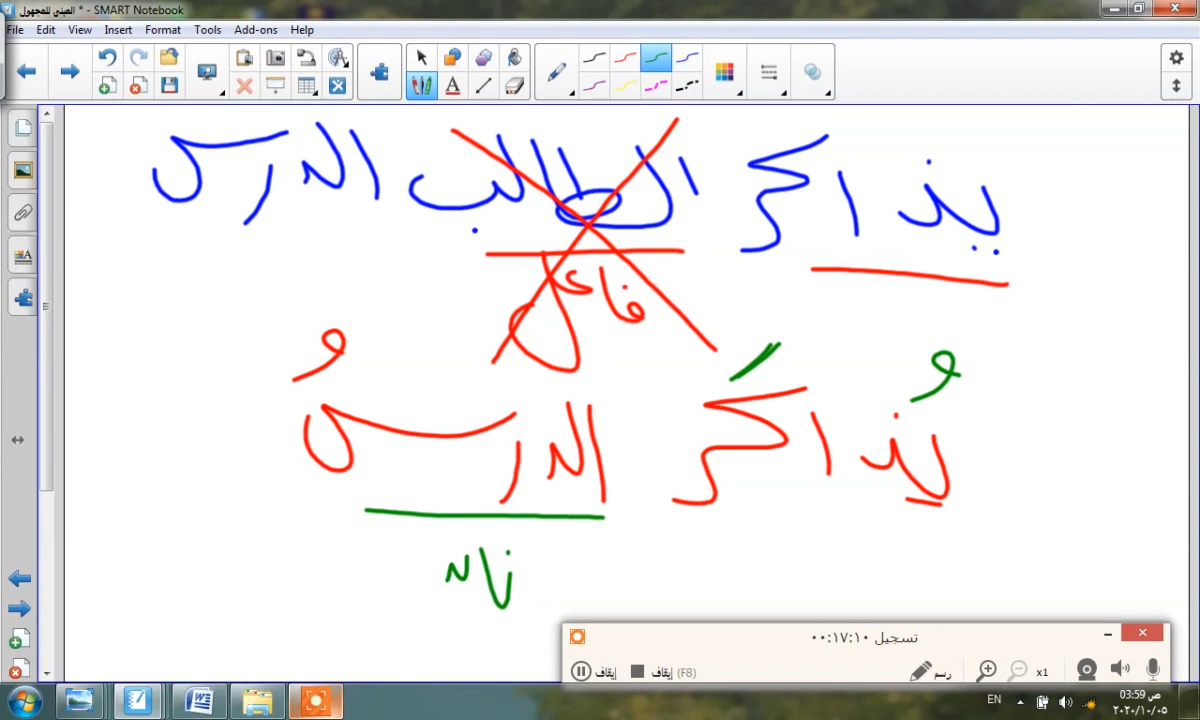 المبني للمجهول * - SMART Notebook
File Edit View Insert Format Tools Add-ons Help
يذاكر الطالب الدرس
فاعل
يُذاكَر الدرسُ
نا
تسجيل ٠٠:١٧:١٠
إيقاف إيقاف (F8) رسم x1
EN ص 03:59
٢٠٢٠/١٠/٠٥